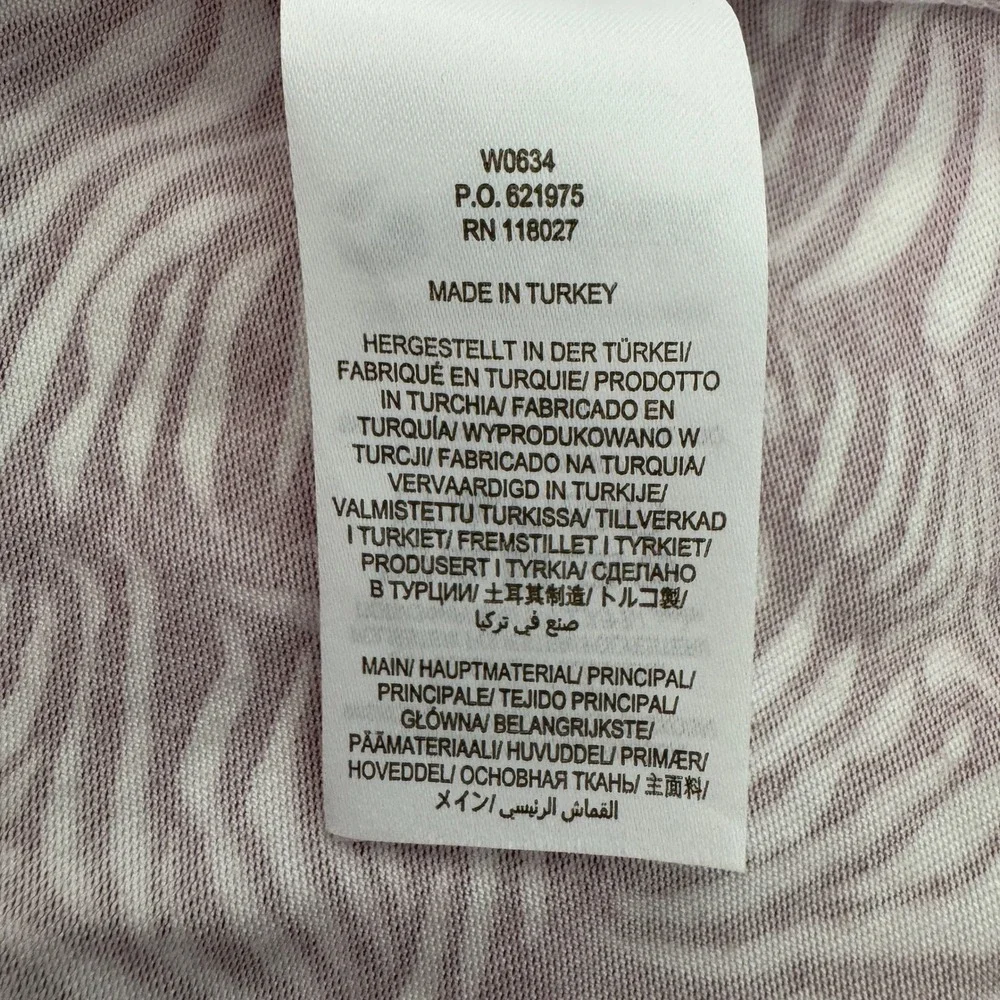 W0634
P.O. 621975
RN 118027
MADE IN TURKEY
HERGESTELLT IN DER TÜRKEI/
FABRIQUÉ EN TURQUIE/ PRODOTTO
IN TURCHIA/ FABRICADO EN
TURQUÍA/ WYPRODUKOWANO W
TURCJI/ FABRICADO NA TURQUIA/
VERVAARDIGD IN TURKIJE/
VALMISTETTU TURKISSA/ TILLVERKAD
I TURKIET/ FREMSTILLET I TYRKIET/
PRODUSERT I TYRKIA/ СДЕЛАНО
В ТУРЦИИ/ 土耳其制造/ トルコ製/
صنع في تركيا
MAIN/ HAUPTMATERIAL/ PRINCIPAL/
PRINCIPALE/ TEJIDO PRINCIPAL/
GŁÓWNA/ BELANGRIJKSTE/
PÄÄMATERIAALI/ HUVUDDEL/ PRIMÆR/
HOVEDDEL/ ОСНОВНАЯ ТКАНЬ/ 主面料/
メイン/ القماش الرئيسي